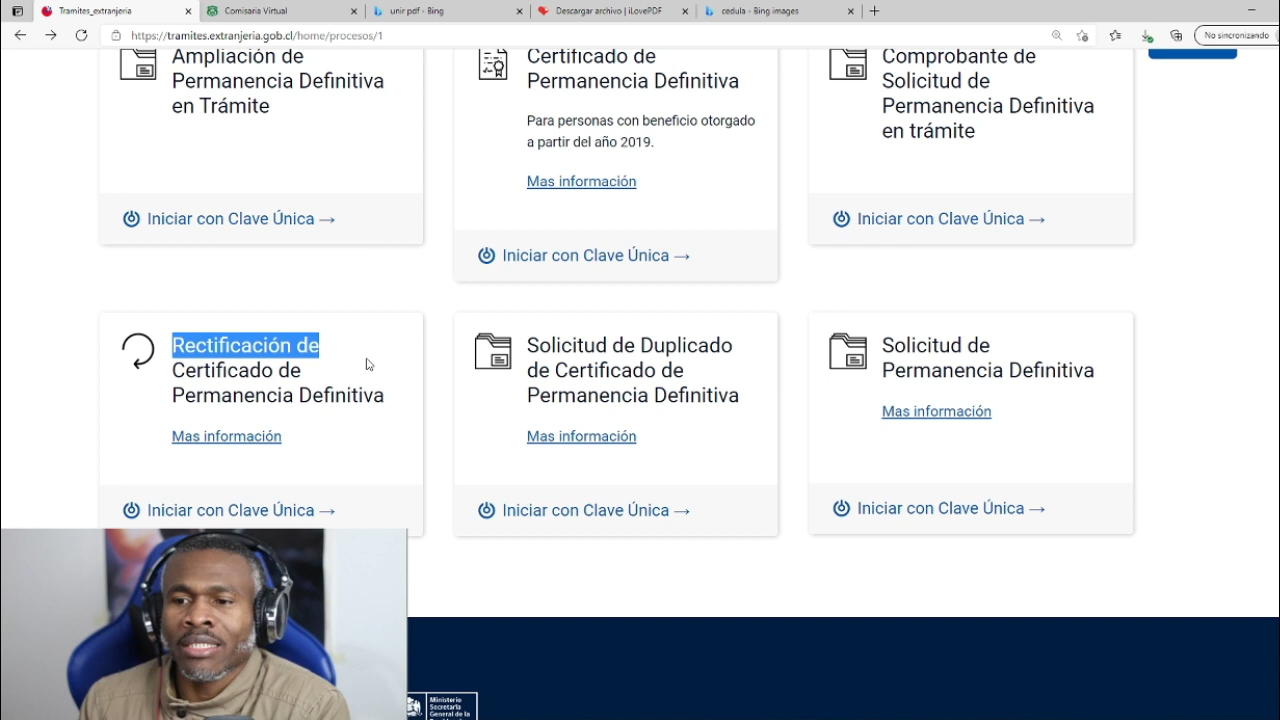 Tramites_extranjeria
Comisaria Virtual
unir pdf - Bing
Descargar archivo | iLovePDF
cedula - Bing images
https://tramites.extranjeria.gob.cl/home/procesos/1
No sincronizando
Ampliación de
Permanencia Definitiva
en Trámite
Iniciar con Clave Única →
Certificado de
Permanencia Definitiva
Para personas con beneficio otorgado
a partir del año 2019.
Mas información
Iniciar con Clave Única →
Comprobante de
Solicitud de
Permanencia Definitiva
en trámite
Iniciar con Clave Única →
Rectificación de
Certificado de
Permanencia Definitiva
Mas información
Iniciar con Clave Única →
Solicitud de Duplicado
de Certificado de
Permanencia Definitiva
Mas información
Iniciar con Clave Única →
Solicitud de
Permanencia Definitiva
Mas información
Iniciar con Clave Única →
Ministerio
Secretaría
General de la